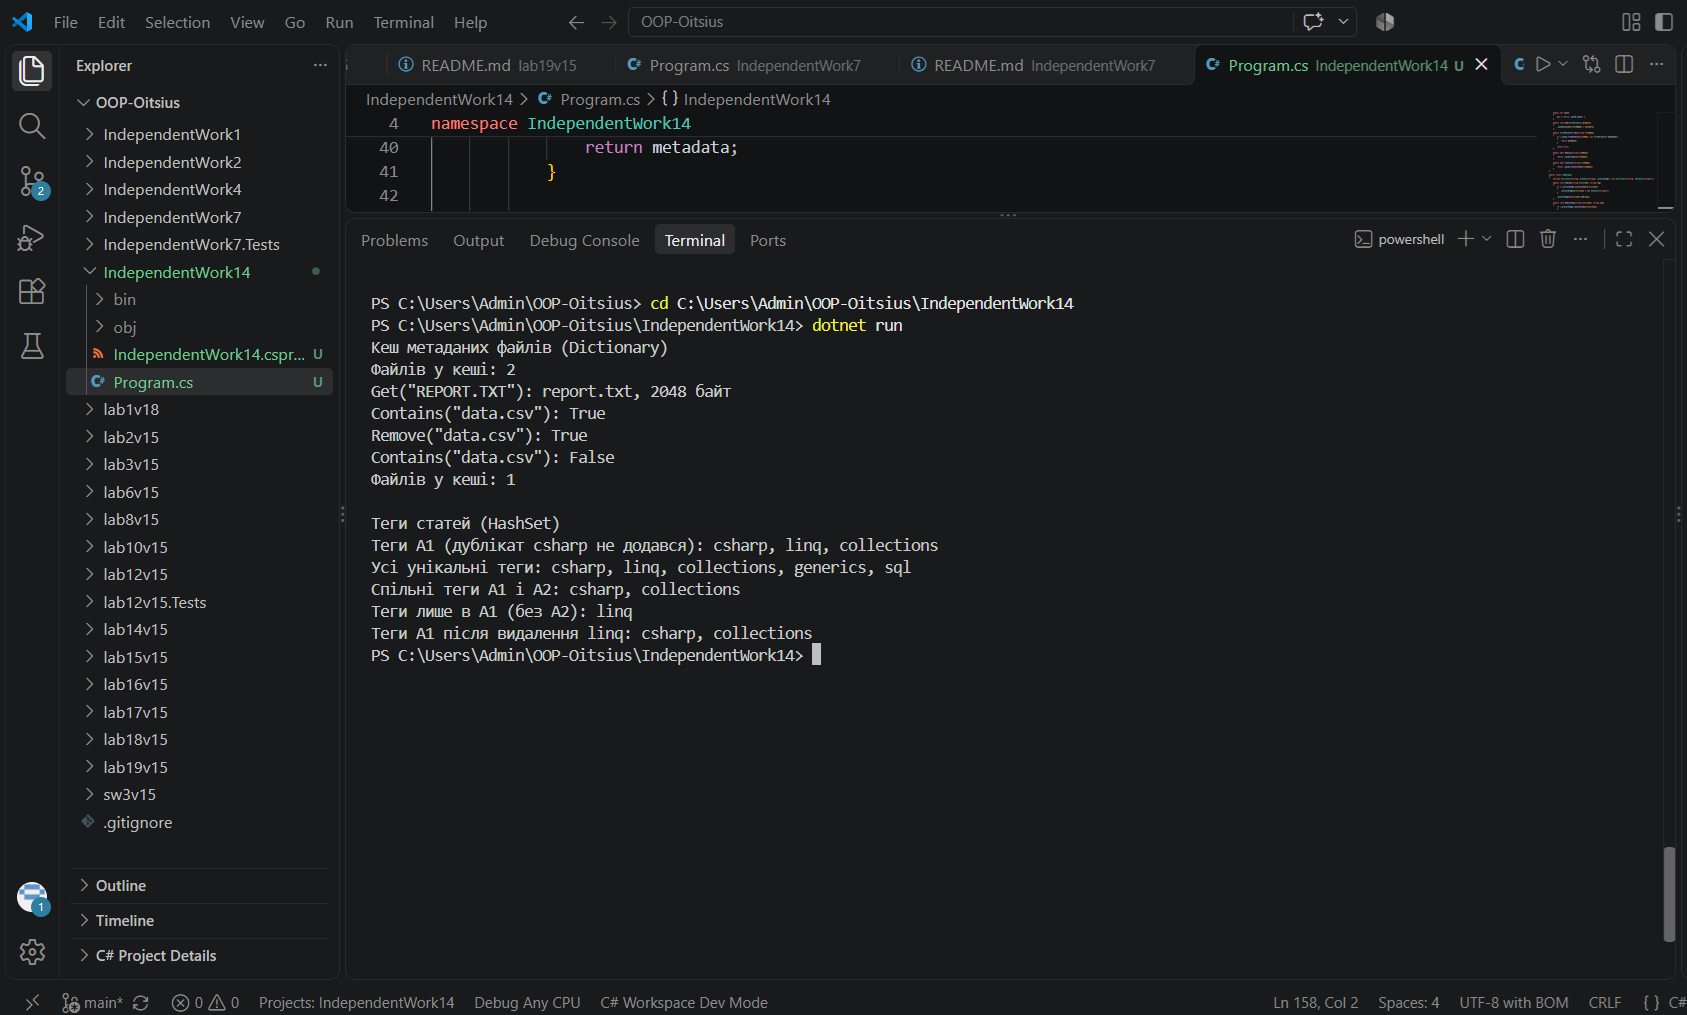 File Edit Selection View Go Run Terminal Help
OOP-Oitsius
Explorer
OOP-Oitsius
IndependentWork1
IndependentWork2
IndependentWork4
IndependentWork7
IndependentWork7.Tests
IndependentWork14
bin
obj
IndependentWork14.cspr... U
Program.cs U
lab1v18
lab2v15
lab3v15
lab6v15
lab8v15
lab10v15
lab12v15
lab12v15.Tests
lab14v15
lab15v15
lab16v15
lab17v15
lab18v15
lab19v15
sw3v15
.gitignore
Outline
Timeline
C# Project Details
2
1
README.md lab19v15
C# Program.cs IndependentWork7
README.md IndependentWork7
C# Program.cs IndependentWork14 U
IndependentWork14 > C# Program.cs > { } IndependentWork14
4 namespace IndependentWork14
40 return metadata;
41 }
42
Problems Output Debug Console Terminal Ports
powershell
PS C:\Users\Admin\OOP-Oitsius> cd C:\Users\Admin\OOP-Oitsius\IndependentWork14
PS C:\Users\Admin\OOP-Oitsius\IndependentWork14> dotnet run
Кеш метаданих файлів (Dictionary)
Файлів у кеші: 2
Get("REPORT.TXT"): report.txt, 2048 байт
Contains("data.csv"): True
Remove("data.csv"): True
Contains("data.csv"): False
Файлів у кеші: 1
Теги статей (HashSet)
Теги A1 (дублікат csharp не додався): csharp, linq, collections
Усі унікальні теги: csharp, linq, collections, generics, sql
Спільні теги A1 і A2: csharp, collections
Теги лише в A1 (без A2): linq
Теги A1 після видалення linq: csharp, collections
PS C:\Users\Admin\OOP-Oitsius\IndependentWork14>
main* 0 0 Projects: IndependentWork14 Debug Any CPU C# Workspace Dev Mode
Ln 158, Col 2 Spaces: 4 UTF-8 with BOM CRLF { } C#